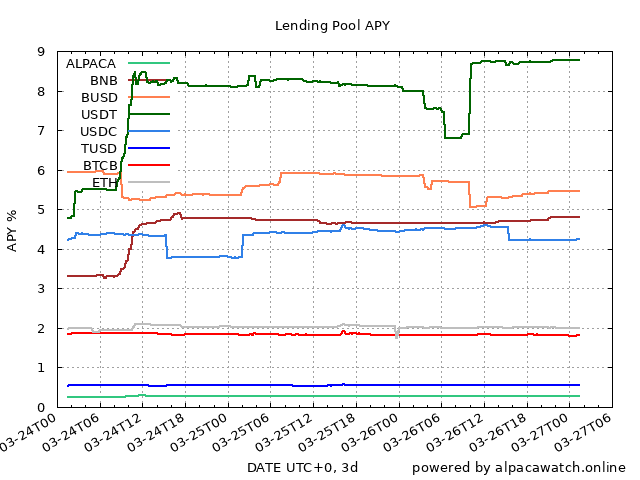 Lending Pool APY
9
8
7
6
5
4
3
2
1
0
APY %
ALPACA
BNB
BUSD
USDT
USDC
TUSD
BTCB
ETH
03-24T00
03-24T06
03-24T12
03-24T18
03-25T00
03-25T06
03-25T12
03-25T18
03-26T00
03-26T06
03-26T12
03-26T18
03-27T00
03-27T06
DATE UTC+0, 3d
powered by alpacawatch.online